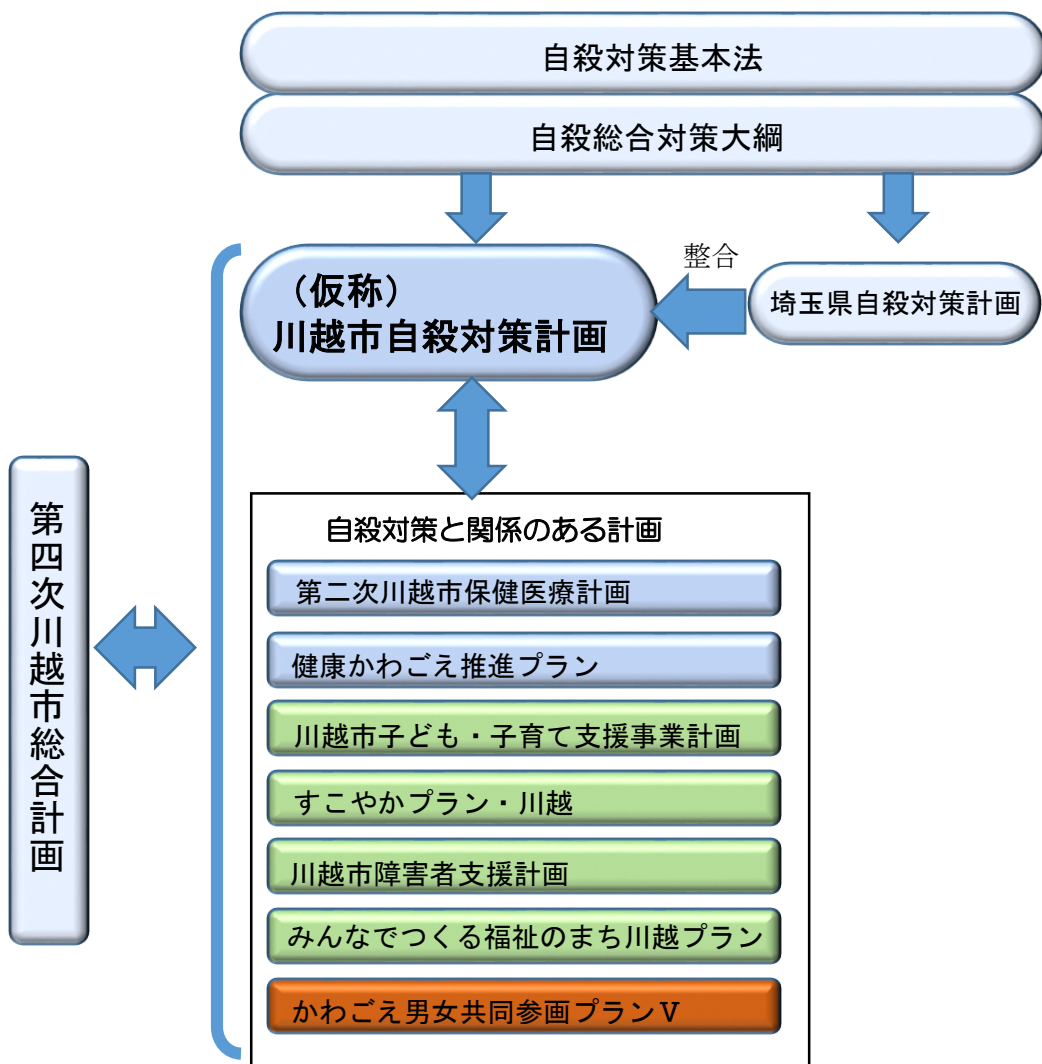 自殺対策基本法
自殺総合対策大綱
(仮称)
川越市自殺対策計画
整合
埼玉県自殺対策計画
第四次川越市総合計画
自殺対策と関係のある計画
第二次川越市保健医療計画
健康かわごえ推進プラン
川越市子ども・子育て支援事業計画
すこやかプラン・川越
川越市障害者支援計画
みんなでつくる福祉のまち川越プラン
かわごえ男女共同参画プランⅤ